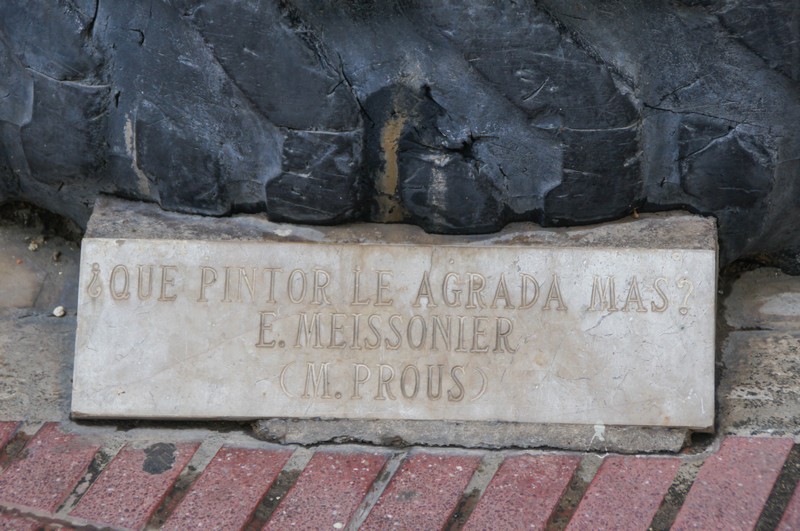 ¿QUE PINTOR LE AGRADA MAS?
E. MEISSONIER
(M. PROUS)